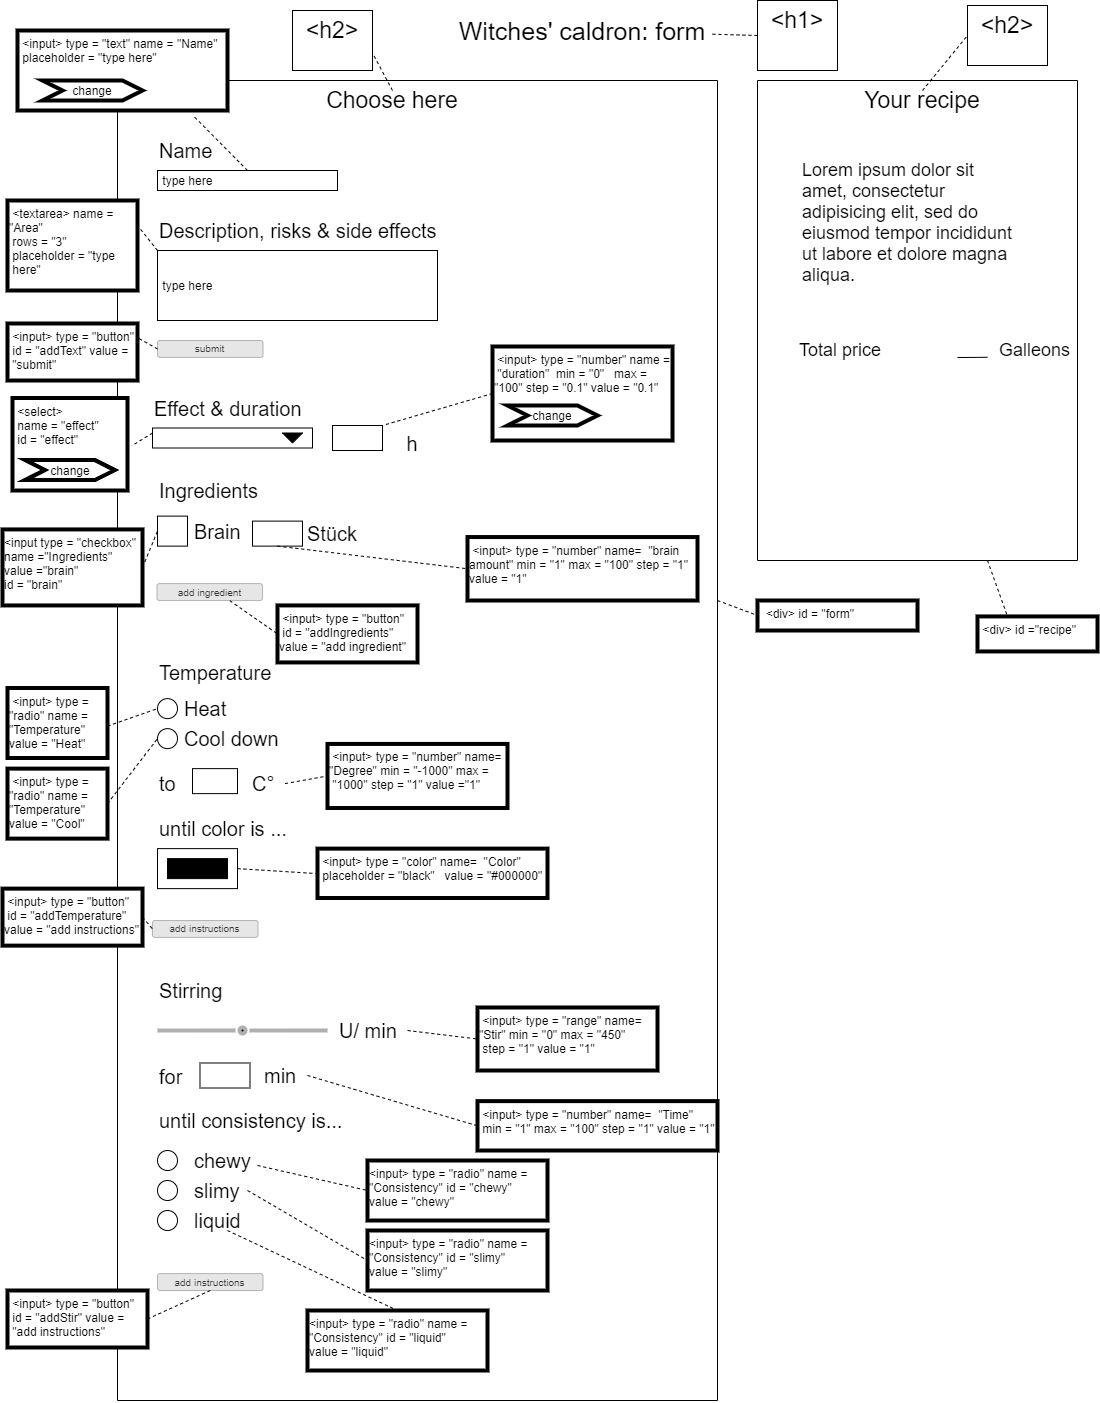 <h2>
Witches' caldron: form
<h1>
<h2>
<input> type = "text" name = "Name"
placeholder = "type here"
change
Choose here
Your recipe
Name
type here
Lorem ipsum dolor sit
amet, consectetur
adipisicing elit, sed do
eiusmod tempor incididunt
ut labore et dolore magna
aliqua.
<textarea> name =
"Area"
rows = "3"
placeholder = "type
here"
Description, risks & side effects
type here
<input> type = "button"
id = "addText" value =
"submit"
submit
Total price
___ Galleons
<input> type = "number" name =
"duration" min = "0" max =
"100" step = "0.1" value = "0.1"
change
<select>
name = "effect"
id = "effect"
change
Effect & duration
h
Ingredients
Brain
Stück
<input type = "checkbox"
name ="Ingredients"
value ="brain"
id = "brain"
<input> type = "number" name= "brain
amount" min = "1" max = "100" step = "1"
value = "1"
add ingredient
<input> type = "button"
id = "addIngredients"
value = "add ingredient"
<div> id = "form"
<div> id ="recipe"
Temperature
<input> type =
"radio" name =
"Temperature"
value = "Heat"
Heat
Cool down
<input> type =
"radio" name =
"Temperature"
value = "Cool"
to
C°
<input> type = "number" name=
"Degree" min = "-1000" max =
"1000" step = "1" value ="1"
until color is ...
<input> type = "color" name= "Color"
placeholder = "black" value = "#000000"
<input> type = "button"
id = "addTemperature"
value = "add instructions"
add instructions
Stirring
U/ min
<input> type = "range" name=
"Stir" min = "0" max = "450"
step = "1" value = "1"
for
min
<input> type = "number" name= "Time"
min = "1" max = "100" step = "1" value = "1"
until consistency is...
chewy
<input> type = "radio" name =
"Consistency" id = "chewy"
value = "chewy"
slimy
liquid
<input> type = "radio" name =
"Consistency" id = "slimy"
value = "slimy"
add instructions
<input> type = "button"
id = "addStir" value =
"add instructions"
<input> type = "radio" name =
"Consistency" id = "liquid"
value = "liquid"